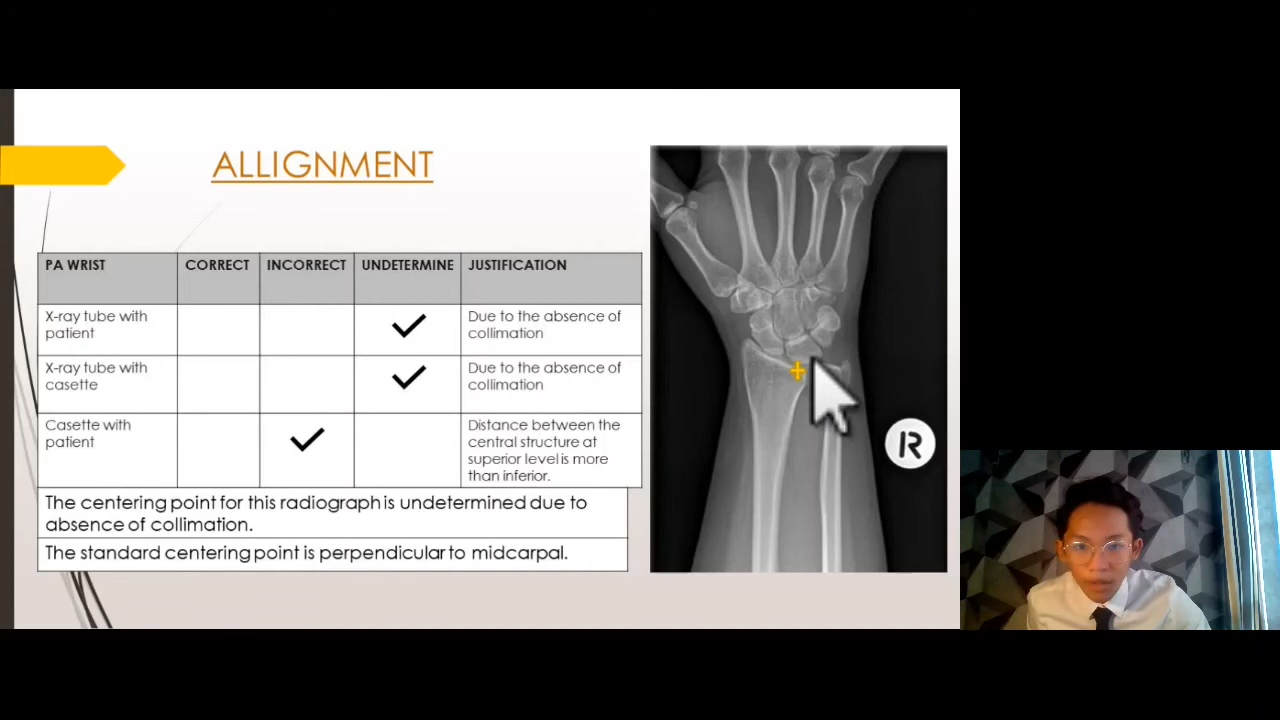 ALLIGNMENT
PA WRIST CORRECT INCORRECT UNDETERMINE JUSTIFICATION
X-ray tube with
patient
Due to the absence of
collimation
X-ray tube with
casette
Due to the absence of
collimation
Casette with
patient
Distance between the
central structure at
superior level is more
than inferior.
The centering point for this radiograph is undetermined due to
absence of collimation.
The standard centering point is perpendicular to midcarpal.
R